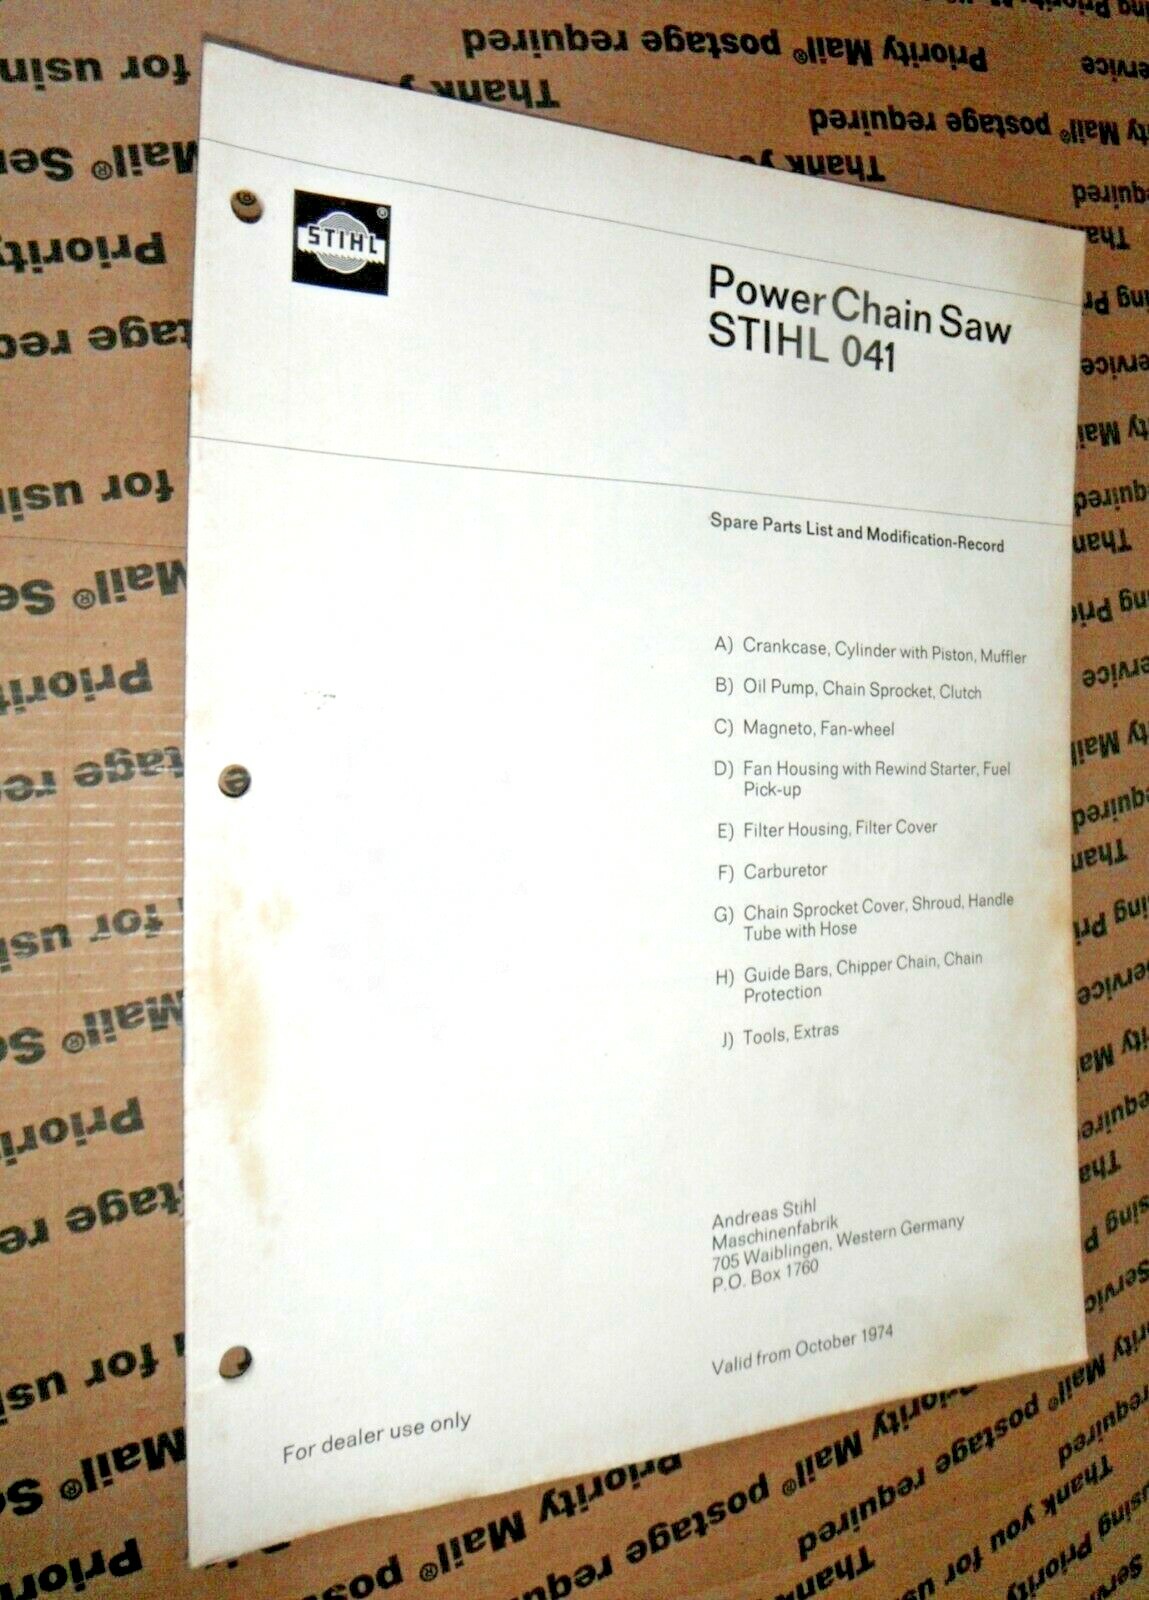 STIHL®
Power Chain Saw
STIHL 041
Spare Parts List and Modification-Record
A) Crankcase, Cylinder with Piston, Muffler
B) Oil Pump, Chain Sprocket, Clutch
C) Magneto, Fan-wheel
D) Fan Housing with Rewind Starter, Fuel
Pick-up
E) Filter Housing, Filter Cover
F) Carburetor
G) Chain Sprocket Cover, Shroud, Handle
Tube with Hose
H) Guide Bars, Chipper Chain, Chain
Protection
J) Tools, Extras
Andreas Stihl
Maschinenfabrik
705 Waiblingen, Western Germany
P.O. Box 1760
Valid from October 1974
For dealer use only
Priority Mail® postage required
Thank you for using
Priority Mail® Service